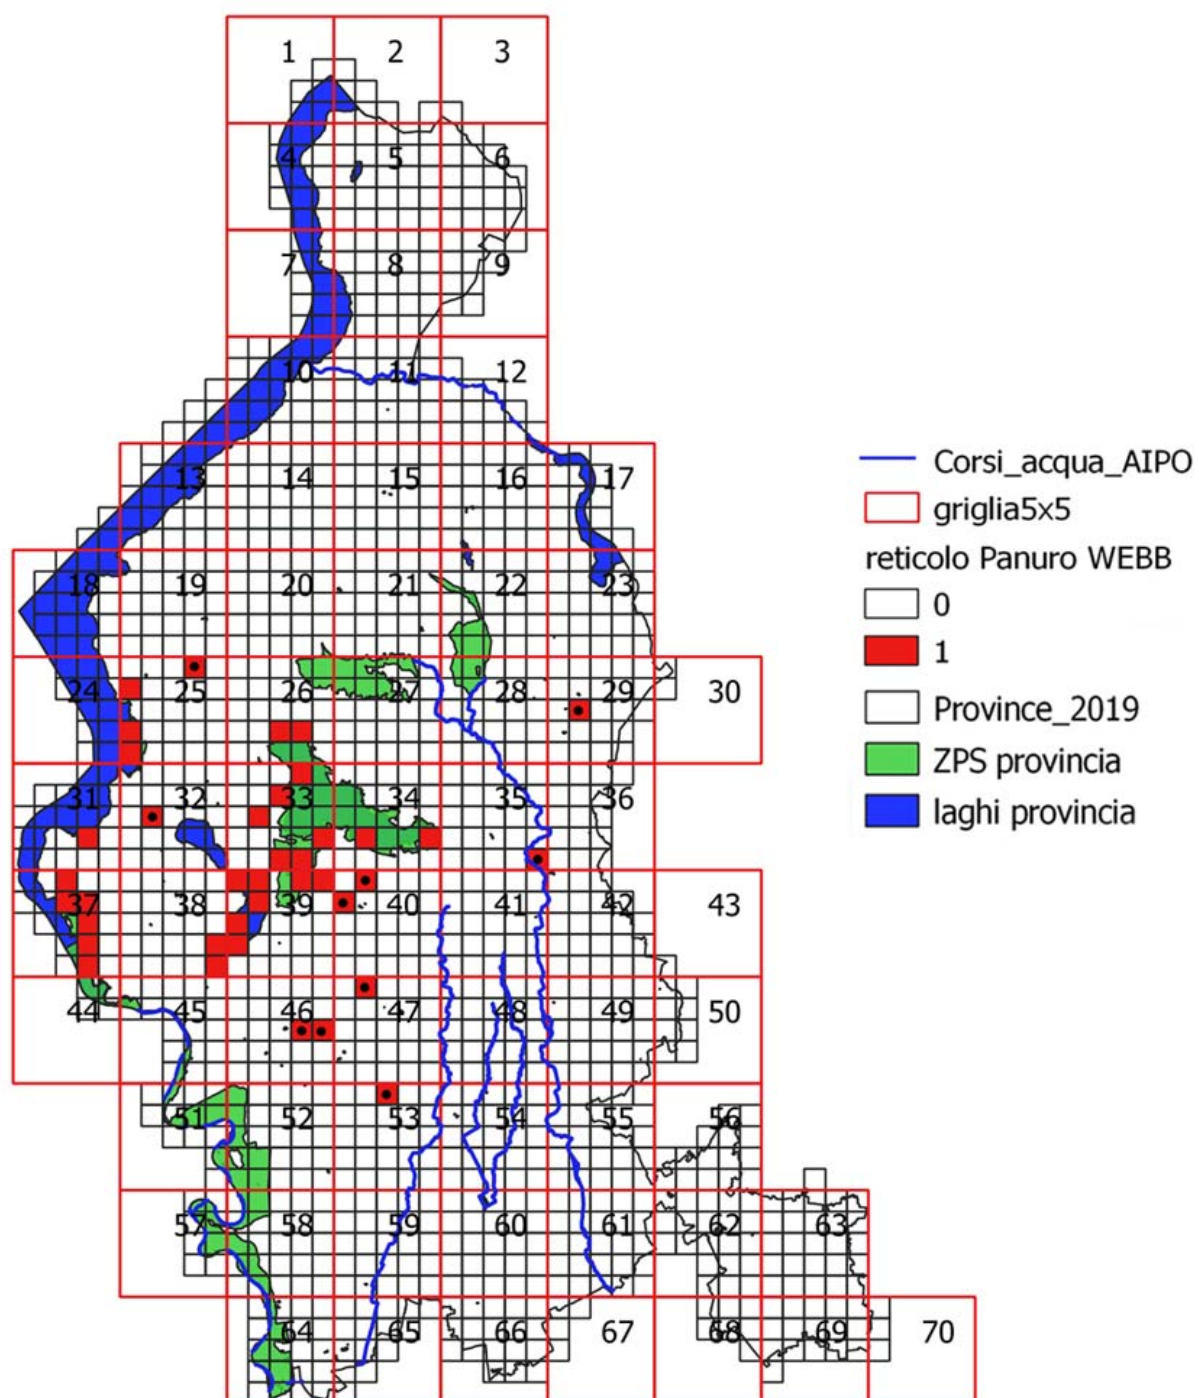 1 2 3
4 5 6
7 8 9
10 11 12
13 14 15 16 17
18 19 20 21 22 23
24 25 26 27 28 29 30
31 32 33 34 35 36
37 38 39 40 41 42 43
44 45 46 47 48 49 50
51 52 53 54 55 56
57 58 59 60 61 62 63
64 65 66 67 68 69 70
Corsi_acqua_AIPO
griglia5x5
reticolo Panuro WEBB
0
1
Province_2019
ZPS provincia
laghi provincia